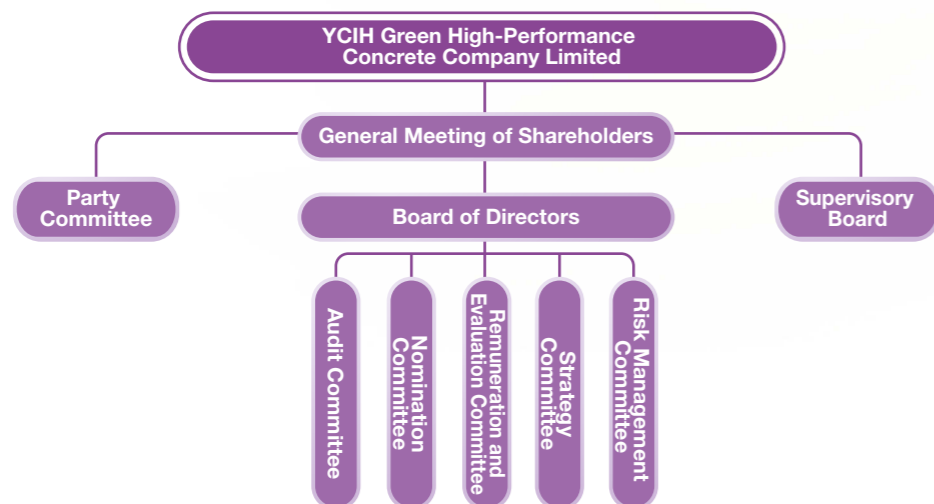 YCIH Green High-Performance
Concrete Company Limited
General Meeting of Shareholders
Party
Committee
Supervisory
Board
Board of Directors
Audit Committee
Nomination
Committee
Remuneration and
Evaluation Committee
Strategy
Committee
Risk Management
Committee